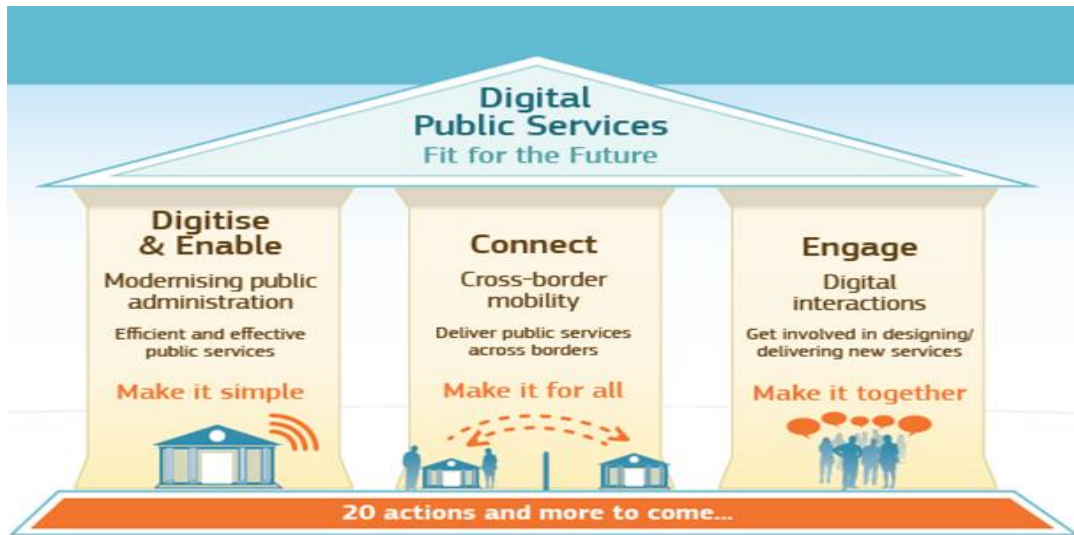 Digital
Public Services
Fit for the Future
Digitise
& Enable
Modernising public
administration
Efficient and effective
public services
Make it simple
Connect
Cross-border
mobility
Deliver public services
across borders
Make it for all
Engage
Digital
interactions
Get involved in designing/
delivering new services
Make it together
20 actions and more to come...